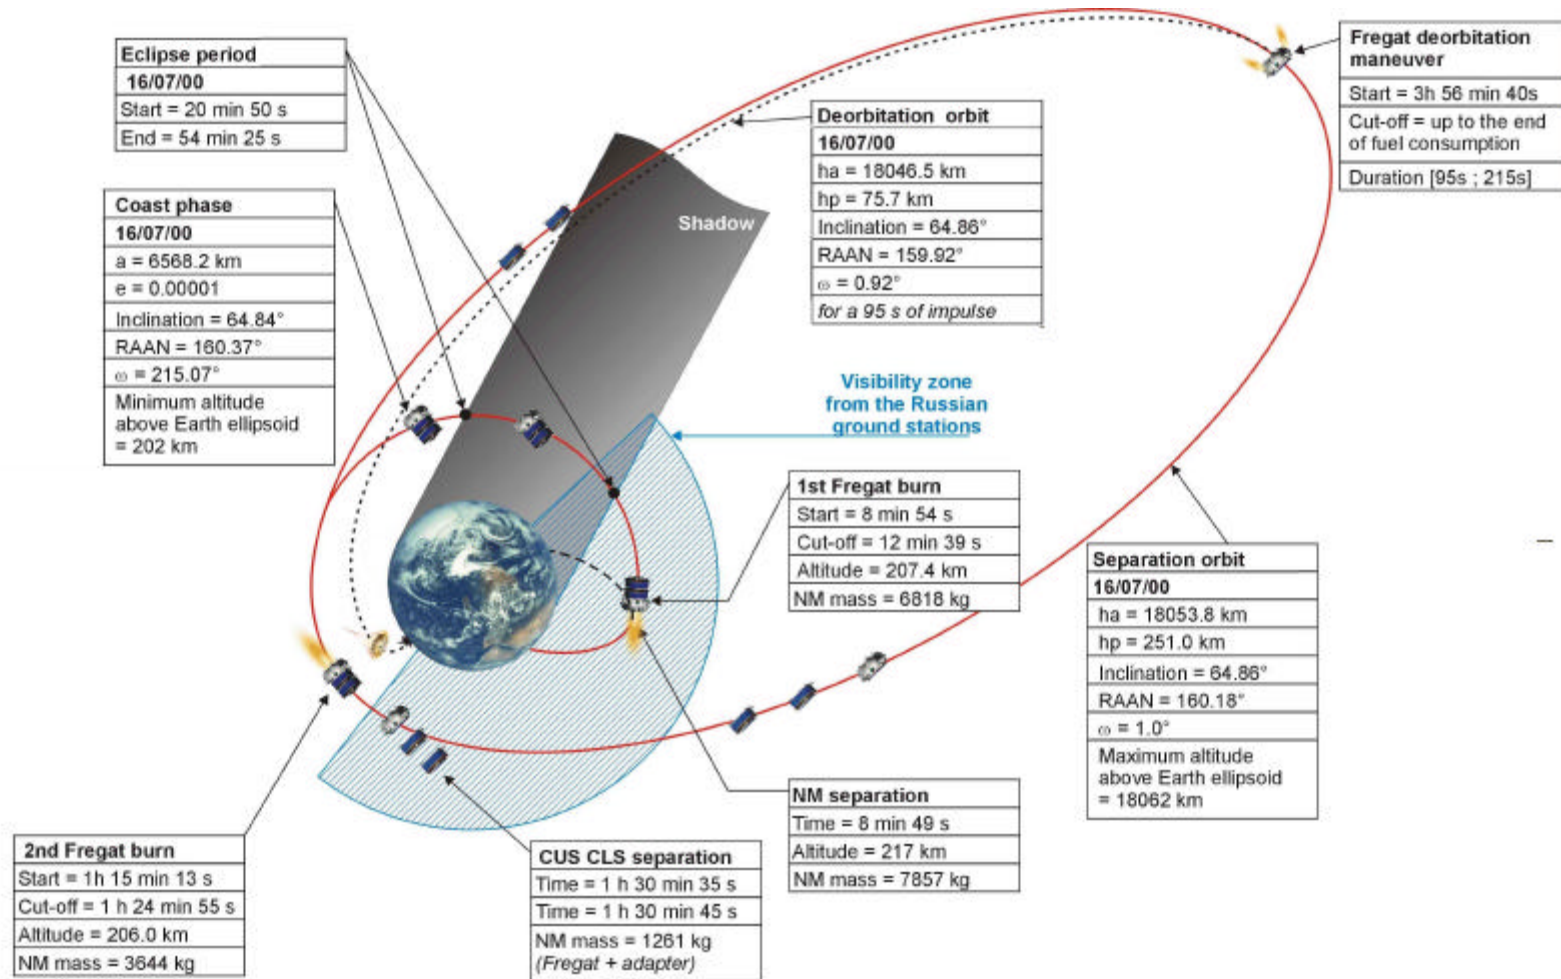 Eclipse period
16/07/00
Start = 20 min 50 s
End = 54 min 25 s
Coast phase
16/07/00
a = 6568.2 km
e = 0.00001
Inclination = 64.84°
RAAN = 160.37°
ω = 215.07°
Minimum altitude
above Earth ellipsoid
= 202 km
Shadow
Deorbitation orbit
16/07/00
ha = 18046.5 km
hp = 75.7 km
Inclination = 64.86°
RAAN = 159.92°
ω = 0.92°
for a 95 s of impulse
Fregat deorbitation
maneuver
Start = 3h 56 min 40s
Cut-off = up to the end
of fuel consumption
Duration [95s ; 215s]
Visibility zone
from the Russian
ground stations
1st Fregat burn
Start = 8 min 54 s
Cut-off = 12 min 39 s
Altitude = 207.4 km
NM mass = 6818 kg
Separation orbit
16/07/00
ha = 18053.8 km
hp = 251.0 km
Inclination = 64.86°
RAAN = 160.18°
ω = 1.0°
Maximum altitude
above Earth ellipsoid
= 18062 km
NM separation
Time = 8 min 49 s
Altitude = 217 km
NM mass = 7857 kg
2nd Fregat burn
Start = 1h 15 min 13 s
Cut-off = 1 h 24 min 55 s
Altitude = 206.0 km
NM mass = 3644 kg
CUS CLS separation
Time = 1 h 30 min 35 s
Time = 1 h 30 min 45 s
NM mass = 1261 kg
(Fregat + adapter)